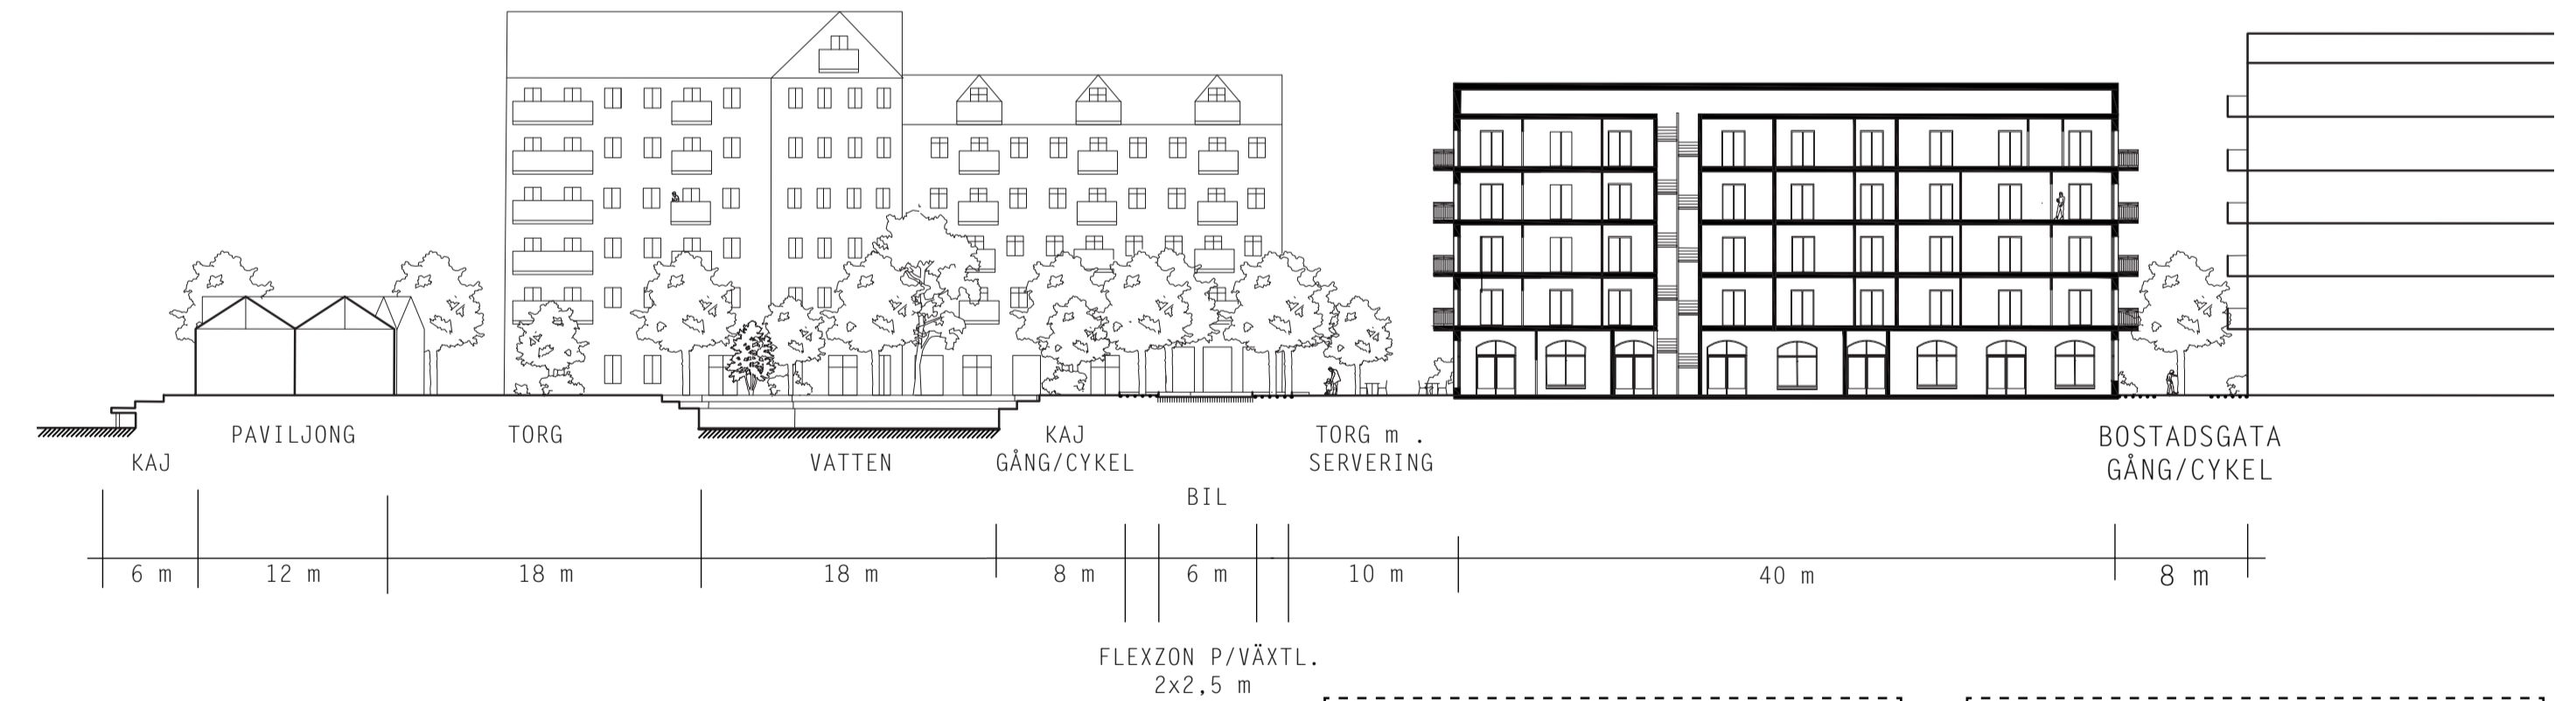 PAVILJONG
TORG
KAJ
TORG m .
BOSTADSGATA
KAJ
VATTEN
GÅNG/CYKEL
SERVERING
GÅNG/CYKEL
BIL
6 m
12 m
18 m
18 m
8 m
6 m
10 m
40 m
8 m
FLEXZON P/VÄXTL.
2x2,5 m